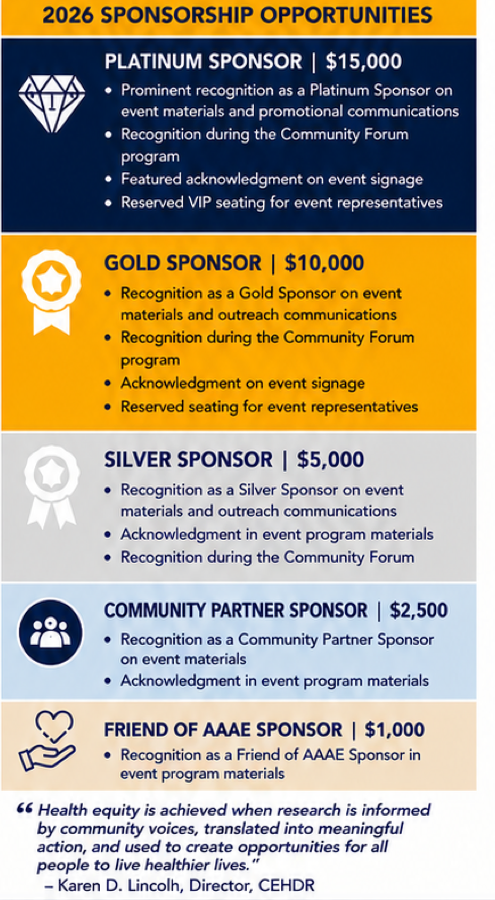 2026 SPONSORSHIP OPPORTUNITIES
PLATINUM SPONSOR | $15,000
• Prominent recognition as a Platinum Sponsor on
event materials and promotional communications
• Recognition during the Community Forum
program
• Featured acknowledgment on event signage
• Reserved VIP seating for event representatives
GOLD SPONSOR | $10,000
• Recognition as a Gold Sponsor on event
materials and outreach communications
• Recognition during the Community Forum
program
• Acknowledgment on event signage
• Reserved seating for event representatives
SILVER SPONSOR | $5,000
• Recognition as a Silver Sponsor on event
materials and outreach communications
• Acknowledgment in event program materials
• Recognition during the Community Forum
COMMUNITY PARTNER SPONSOR | $2,500
• Recognition as a Community Partner Sponsor
on event materials
• Acknowledgment in event program materials
FRIEND OF AAAE SPONSOR | $1,000
• Recognition as a Friend of AAAE Sponsor in
event program materials
“ Health equity is achieved when research is informed
by community voices, translated into meaningful
action, and used to create opportunities for all
people to live healthier lives.”
– Karen D. Lincolh, Director, CEHDR